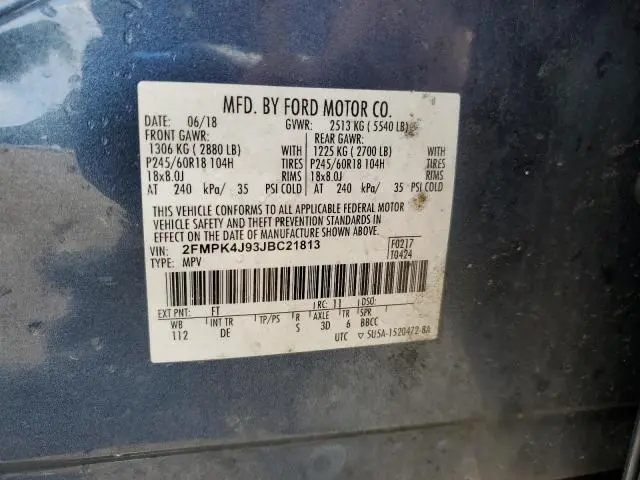 MFD. BY FORD MOTOR CO.
DATE: 06/18 GVWR: 2513 KG ( 5540 LB)
FRONT GAWR: REAR GAWR:
1306 KG ( 2880 LB) WITH 1225 KG ( 2700 LB) WITH
P245/60R18 104H TIRES P245/60R18 104H TIRES
18x8.0J RIMS 18x8.0J RIMS
AT 240 kPa/ 35 PSI COLD AT 240 kPa/ 35 PSI COLD
THIS VEHICLE CONFORMS TO ALL APPLICABLE FEDERAL MOTOR
VEHICLE SAFETY AND THEFT PREVENTION STANDARDS IN
EFFECT ON THE DATE OF MANUFACTURE SHOWN ABOVE.
VIN: 2FMPK4J93JBC21813 F0217
TYPE: MPV T0424
EXT PNT: FT RC: 11 DSO:
WB INT TR TP/PS R AXLE TR SPR
112 DE S 3D 6 BBCC
UTC ▽ 5U5A-1520472-BA